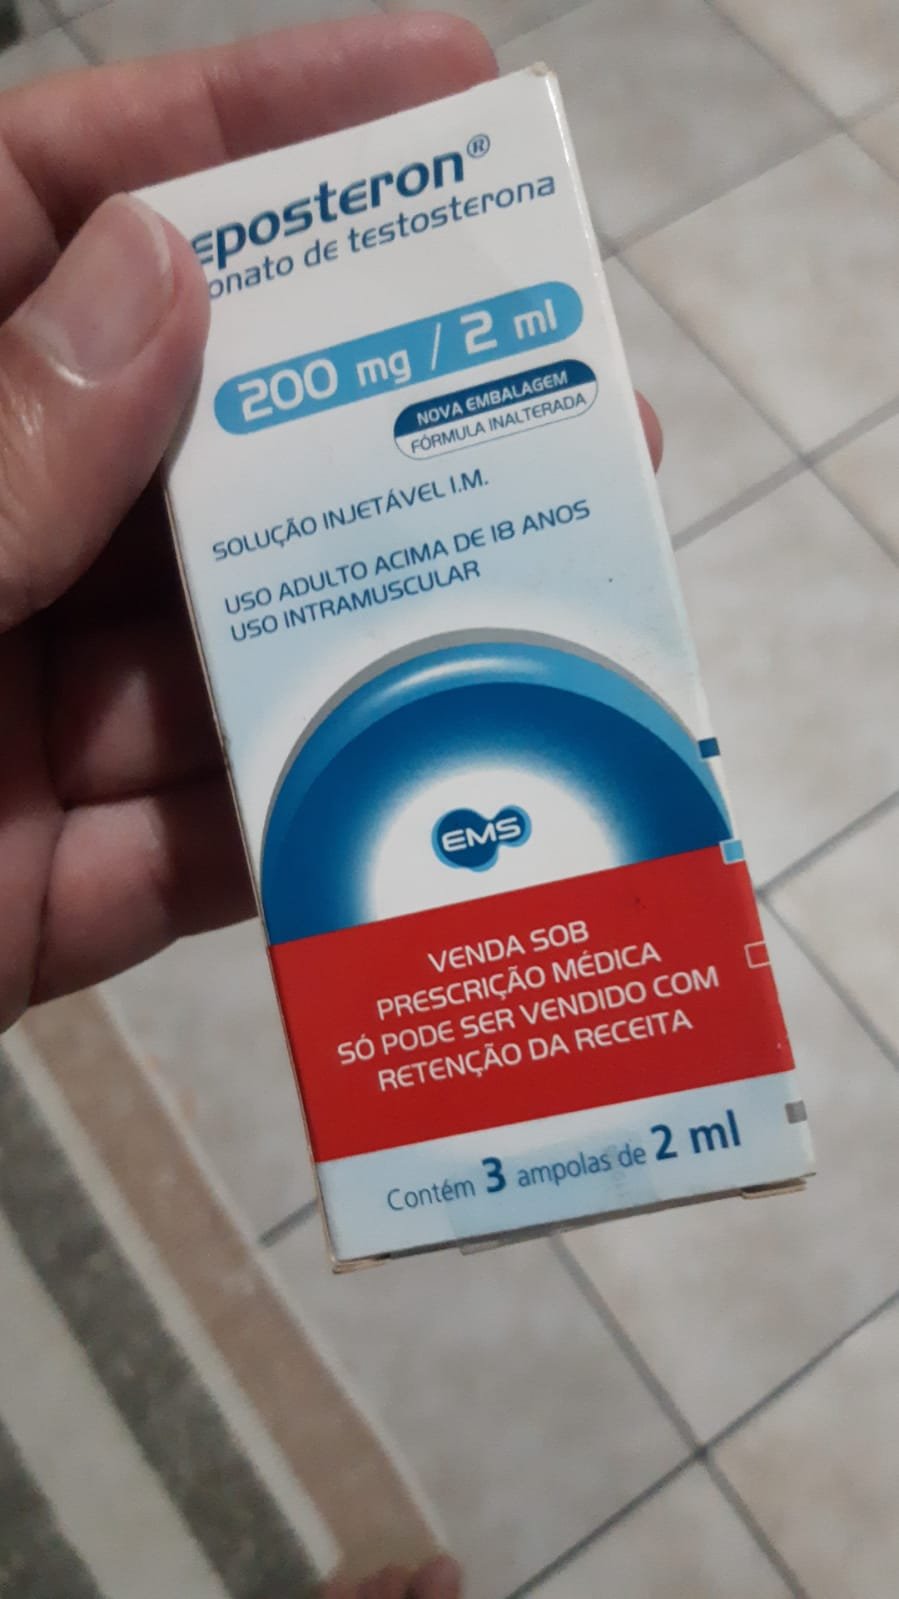 eposteron®
onato de testosterona
200 mg / 2 ml
NOVA EMBALAGEM
FÓRMULA INALTERADA
SOLUÇÃO INJETÁVEL I.M.
USO ADULTO ACIMA DE 18 ANOS
USO INTRAMUSCULAR
EMS
VENDA SOB
PRESCRIÇÃO MÉDICA
SÓ PODE SER VENDIDO COM
RETENÇÃO DA RECEITA
Contém 3 ampolas de 2 ml